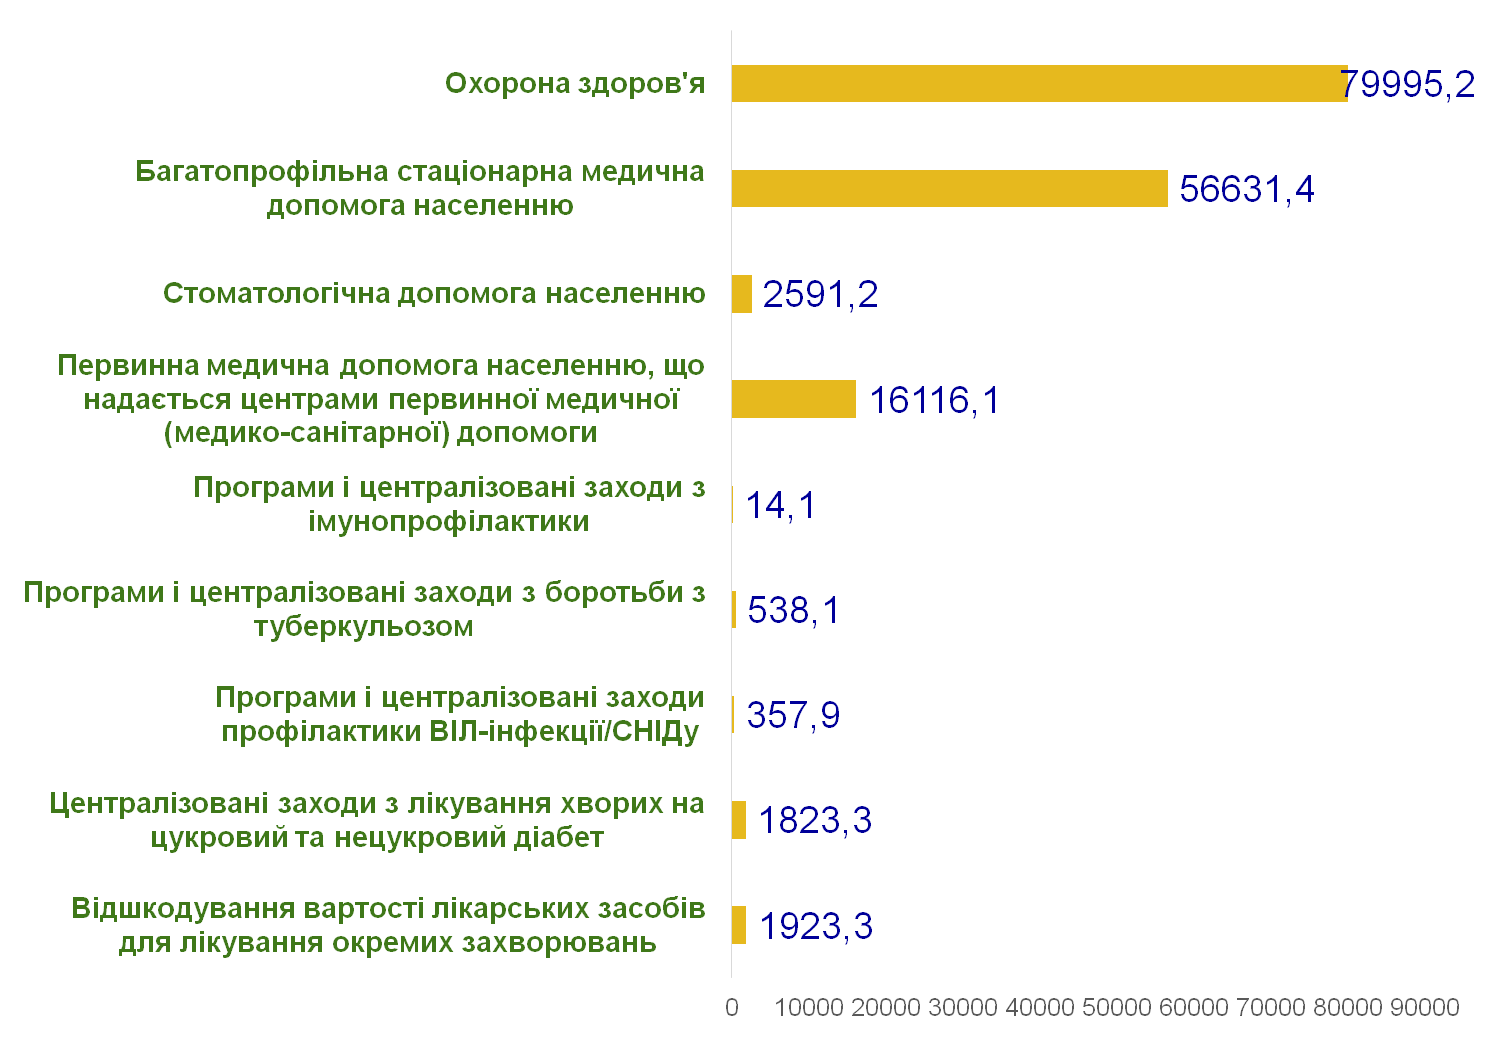 Охорона здоров'я
79995,2
Багатопрофільна стаціонарна медична
допомога населенню
56631,4
Стоматологічна допомога населенню
2591,2
Первинна медична допомога населенню, що
надається центрами первинної медичної
(медико-санітарної) допомоги
16116,1
Програми і централізовані заходи з
імунопрофілактики
14,1
Програми і централізовані заходи з боротьби з
туберкульозом
538,1
Програми і централізовані заходи
профілактики ВІЛ-інфекції/СНІДу
357,9
Централізовані заходи з лікування хворих на
цукровий та нецукровий діабет
1823,3
Відшкодування вартості лікарських засобів
для лікування окремих захворювань
1923,3
0 10000 20000 30000 40000 50000 60000 70000 80000 90000